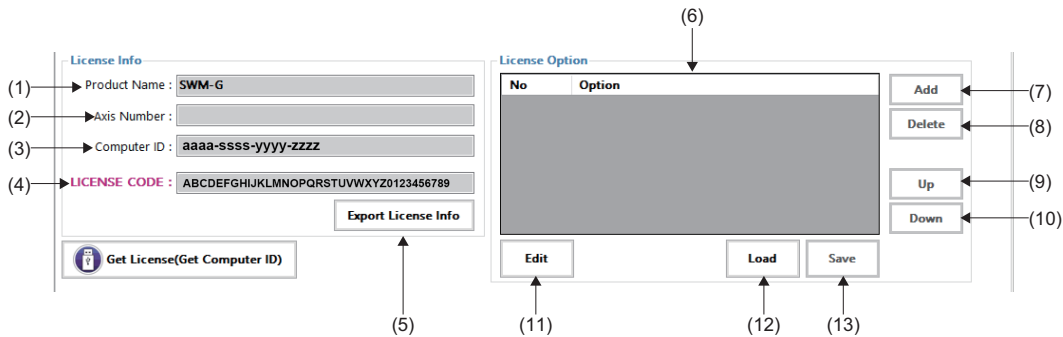 (6)
License Info
License Option
(1) Product Name : SWM-G
No Option
Add (7)
(2) Axis Number :
Delete (8)
(3) Computer ID : aaaa-ssss-yyyy-zzzz
(4) LICENSE CODE : ABCDEFGHIJKLMNOPQRSTUVWXYZ0123456789
Up (9)
Export License Info
Down (10)
Get License(Get Computer ID)
Edit Load Save
(5) (11) (12) (13)